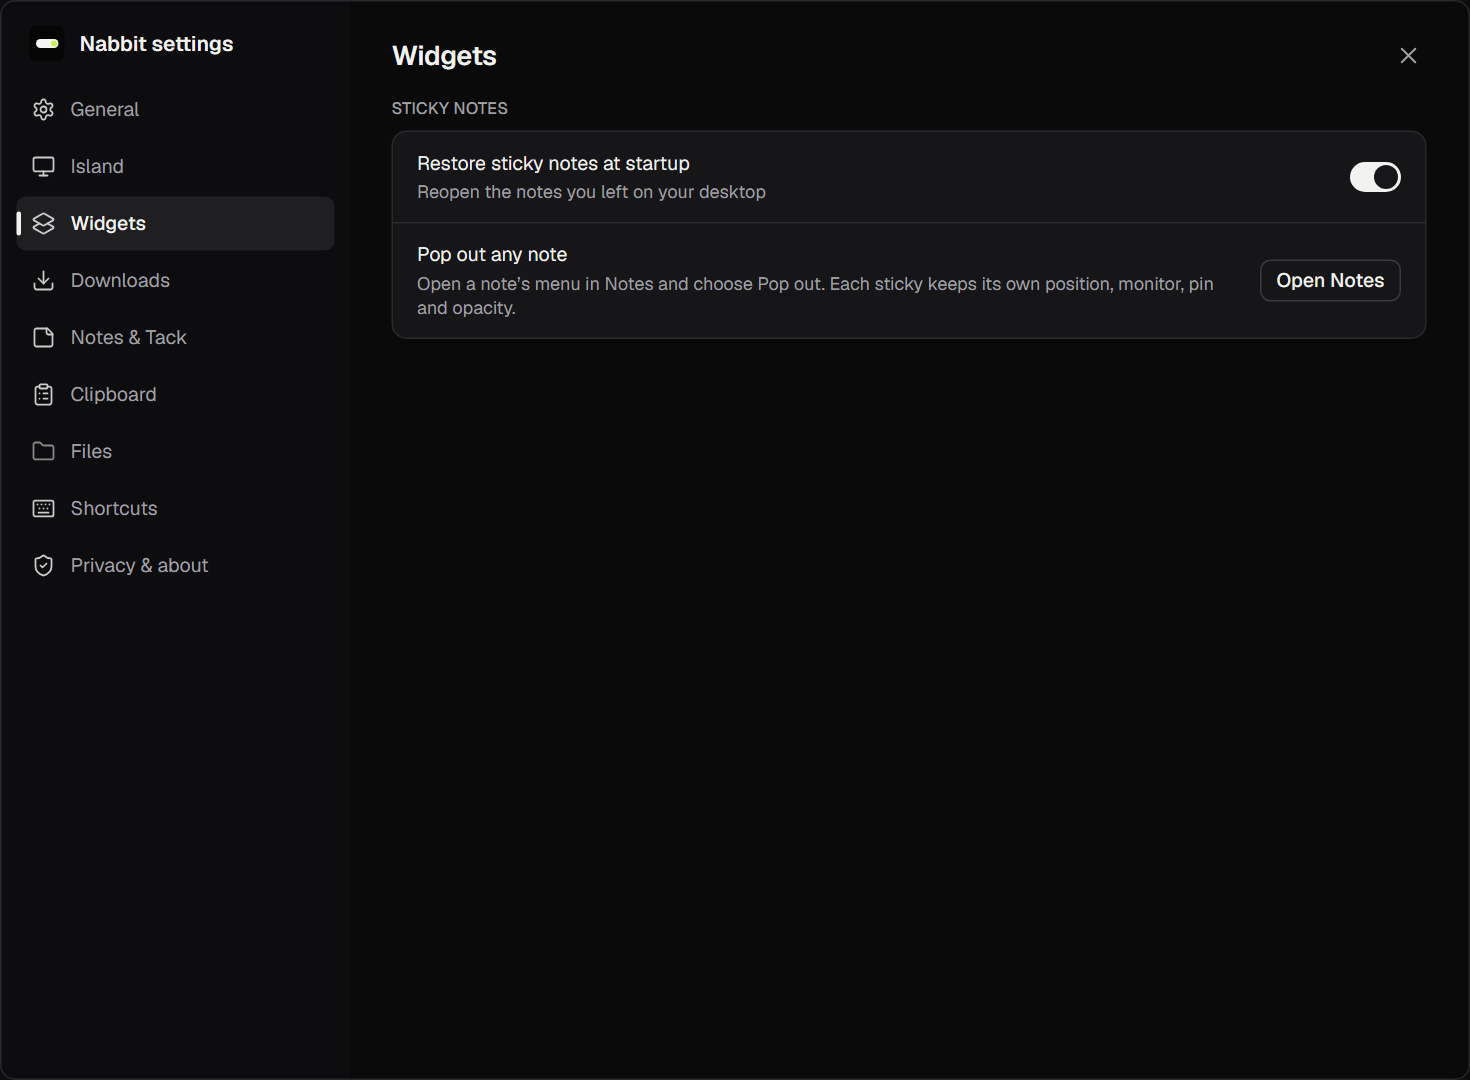 Nabbit settings
General
Island
Widgets
Downloads
Notes & Tack
Clipboard
Files
Shortcuts
Privacy & about
Widgets
STICKY NOTES
Restore sticky notes at startup
Reopen the notes you left on your desktop
Pop out any note
Open a note’s menu in Notes and choose Pop out. Each sticky keeps its own position, monitor, pin
and opacity.
Open Notes